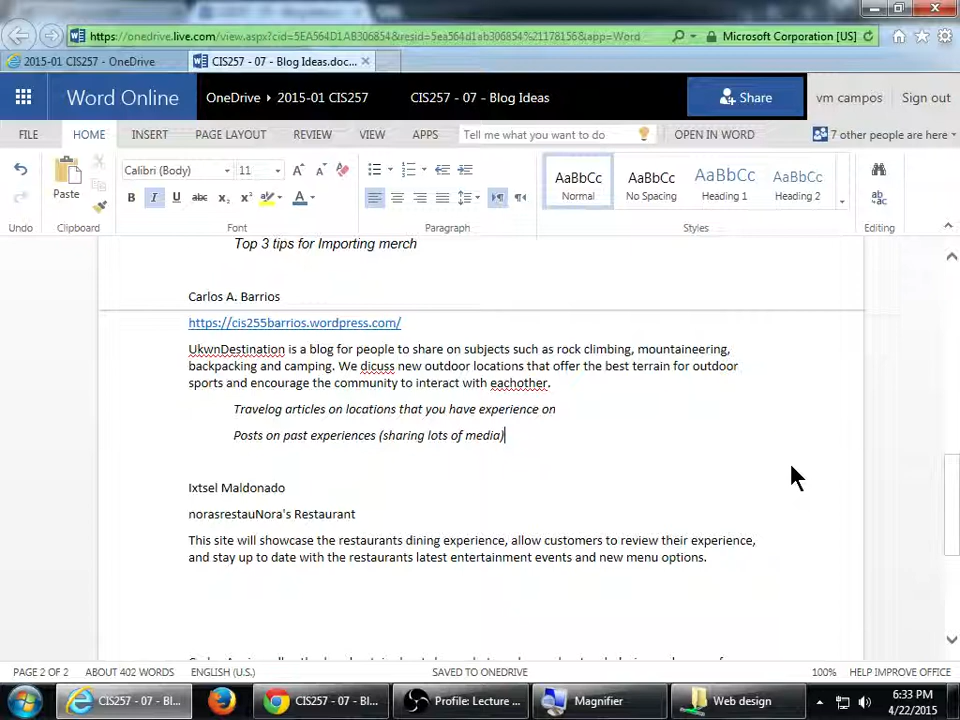 https://onedrive.live.com/view.aspx?cid=5EA564D1AB306854&resid=5ea564d1ab306854%21178156&app=Word
Microsoft Corporation [US]
2015-01 CIS257 - OneDrive
CIS257 - 07 - Blog Ideas.doc...
Word Online
OneDrive
2015-01 CIS257
CIS257 - 07 - Blog Ideas
Share
vm campos
Sign out
FILE
HOME
INSERT
PAGE LAYOUT
REVIEW
VIEW
APPS
Tell me what you want to do
OPEN IN WORD
7 other people are here
Calibri (Body)
11
Paste
B I U abc x₂ x²
AaBbCc
Normal
AaBbCc
No Spacing
AaBbCc
Heading 1
AaBbCc
Heading 2
Undo
Clipboard
Font
Paragraph
Styles
Editing
Top 3 tips for Importing merch
Carlos A. Barrios
https://cis255barrios.wordpress.com/
UkwnDestination is a blog for people to share on subjects such as rock climbing, mountaineering,
backpacking and camping. We dicuss new outdoor locations that offer the best terrain for outdoor
sports and encourage the community to interact with eachother.
Travelog articles on locations that you have experience on
Posts on past experiences (sharing lots of media)
Ixtsel Maldonado
norasrestauNora's Restaurant
This site will showcase the restaurants dining experience, allow customers to review their experience,
and stay up to date with the restaurants latest entertainment events and new menu options.
PAGE 2 OF 2
ABOUT 402 WORDS
ENGLISH (U.S.)
SAVED TO ONEDRIVE
100%
HELP IMPROVE OFFICE
CIS257 - 07 - Bl...
CIS257 - 07 - Bl...
Profile: Lecture ...
Magnifier
Web design
6:33 PM
4/22/2015